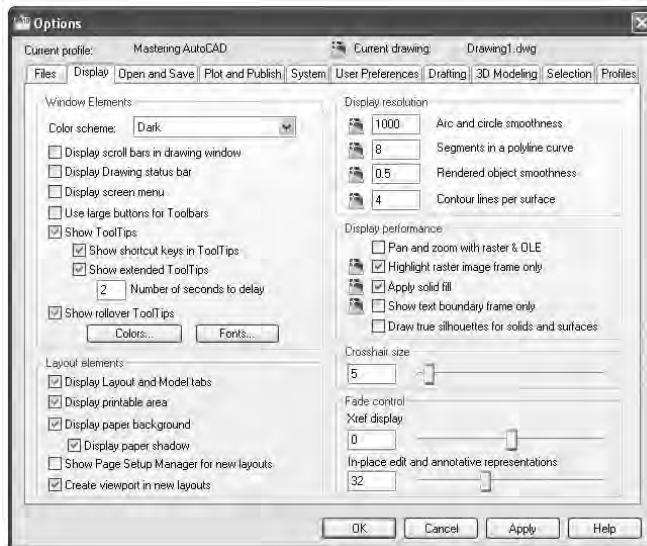 Options
Current profile: Mastering AutoCAD Current drawing: Drawing1.dwg
Files Display Open and Save Plot and Publish System User Preferences Drafting 3D Modeling Selection Profiles
Window Elements
Color scheme: Dark
Display scroll bars in drawing window
Display Drawing status bar
Display screen menu
Use large buttons for Toolbars
Show ToolTips
Show shortcut keys in ToolTips
Show extended ToolTips
2 Number of seconds to delay
Show rollover ToolTips
Colors... Fonts...
Layout elements
Display Layout and Model tabs
Display printable area
Display paper background
Display paper shadow
Show Page Setup Manager for new layouts
Create viewport in new layouts
Display resolution
1000 Arc and circle smoothness
8 Segments in a polyline curve
0.5 Rendered object smoothness
4 Contour lines per surface
Display performance
Pan and zoom with raster & OLE
Highlight raster image frame only
Apply solid fill
Show text boundary frame only
Draw true silhouettes for solids and surfaces
Crosshair size
5
Fade control
Xref display
0
In-place edit and annotative representations
32
OK Cancel Apply Help